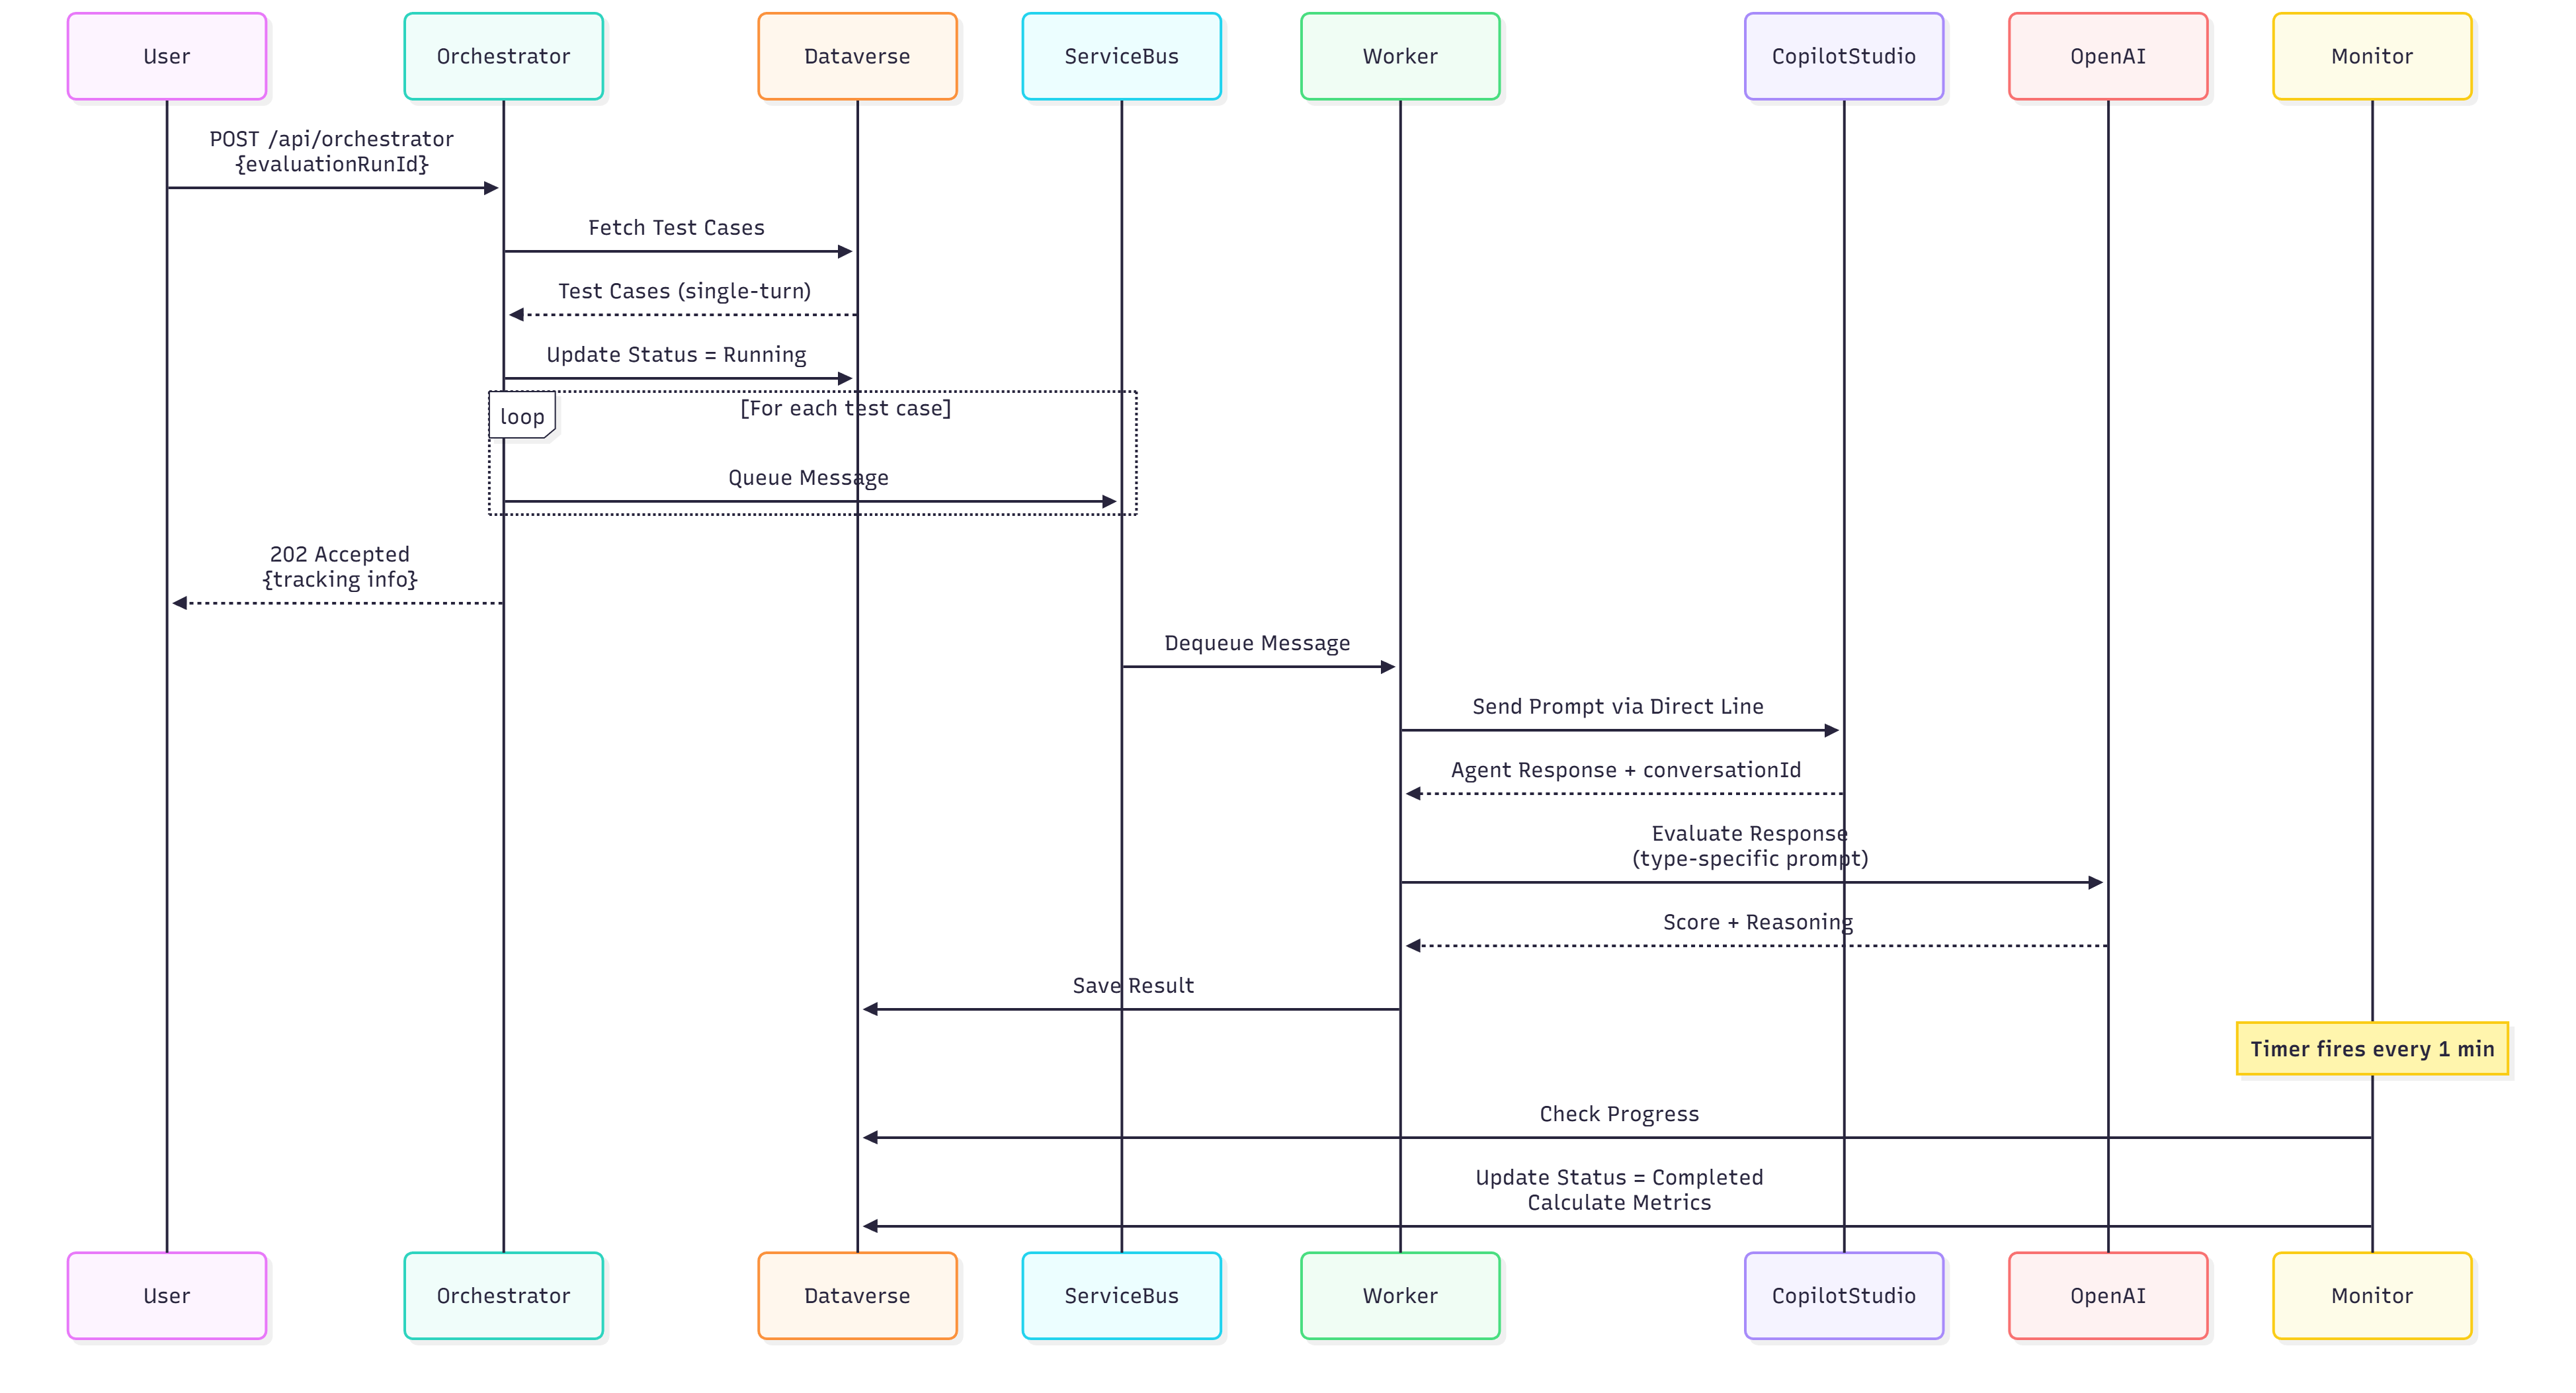 User
Orchestrator
Dataverse
ServiceBus
Worker
CopilotStudio
OpenAI
Monitor
POST /api/orchestrator
{evaluationRunId}
Fetch Test Cases
Test Cases (single-turn)
Update Status = Running
loop
[For each test case]
Queue Message
202 Accepted
{tracking info}
Dequeue Message
Send Prompt via Direct Line
Agent Response + conversationId
Evaluate Response
(type-specific prompt)
Score + Reasoning
Save Result
Timer fires every 1 min
Check Progress
Update Status = Completed
Calculate Metrics
User
Orchestrator
Dataverse
ServiceBus
Worker
CopilotStudio
OpenAI
Monitor